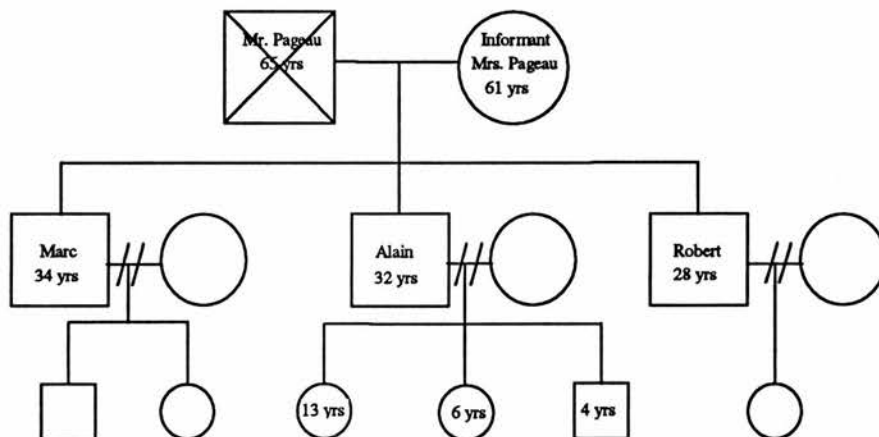 Mr. Pageau
65 yrs
Informant
Mrs. Pageau
61 yrs
Marc
34 yrs
Alain
32 yrs
Robert
28 yrs
13 yrs
6 yrs
4 yrs